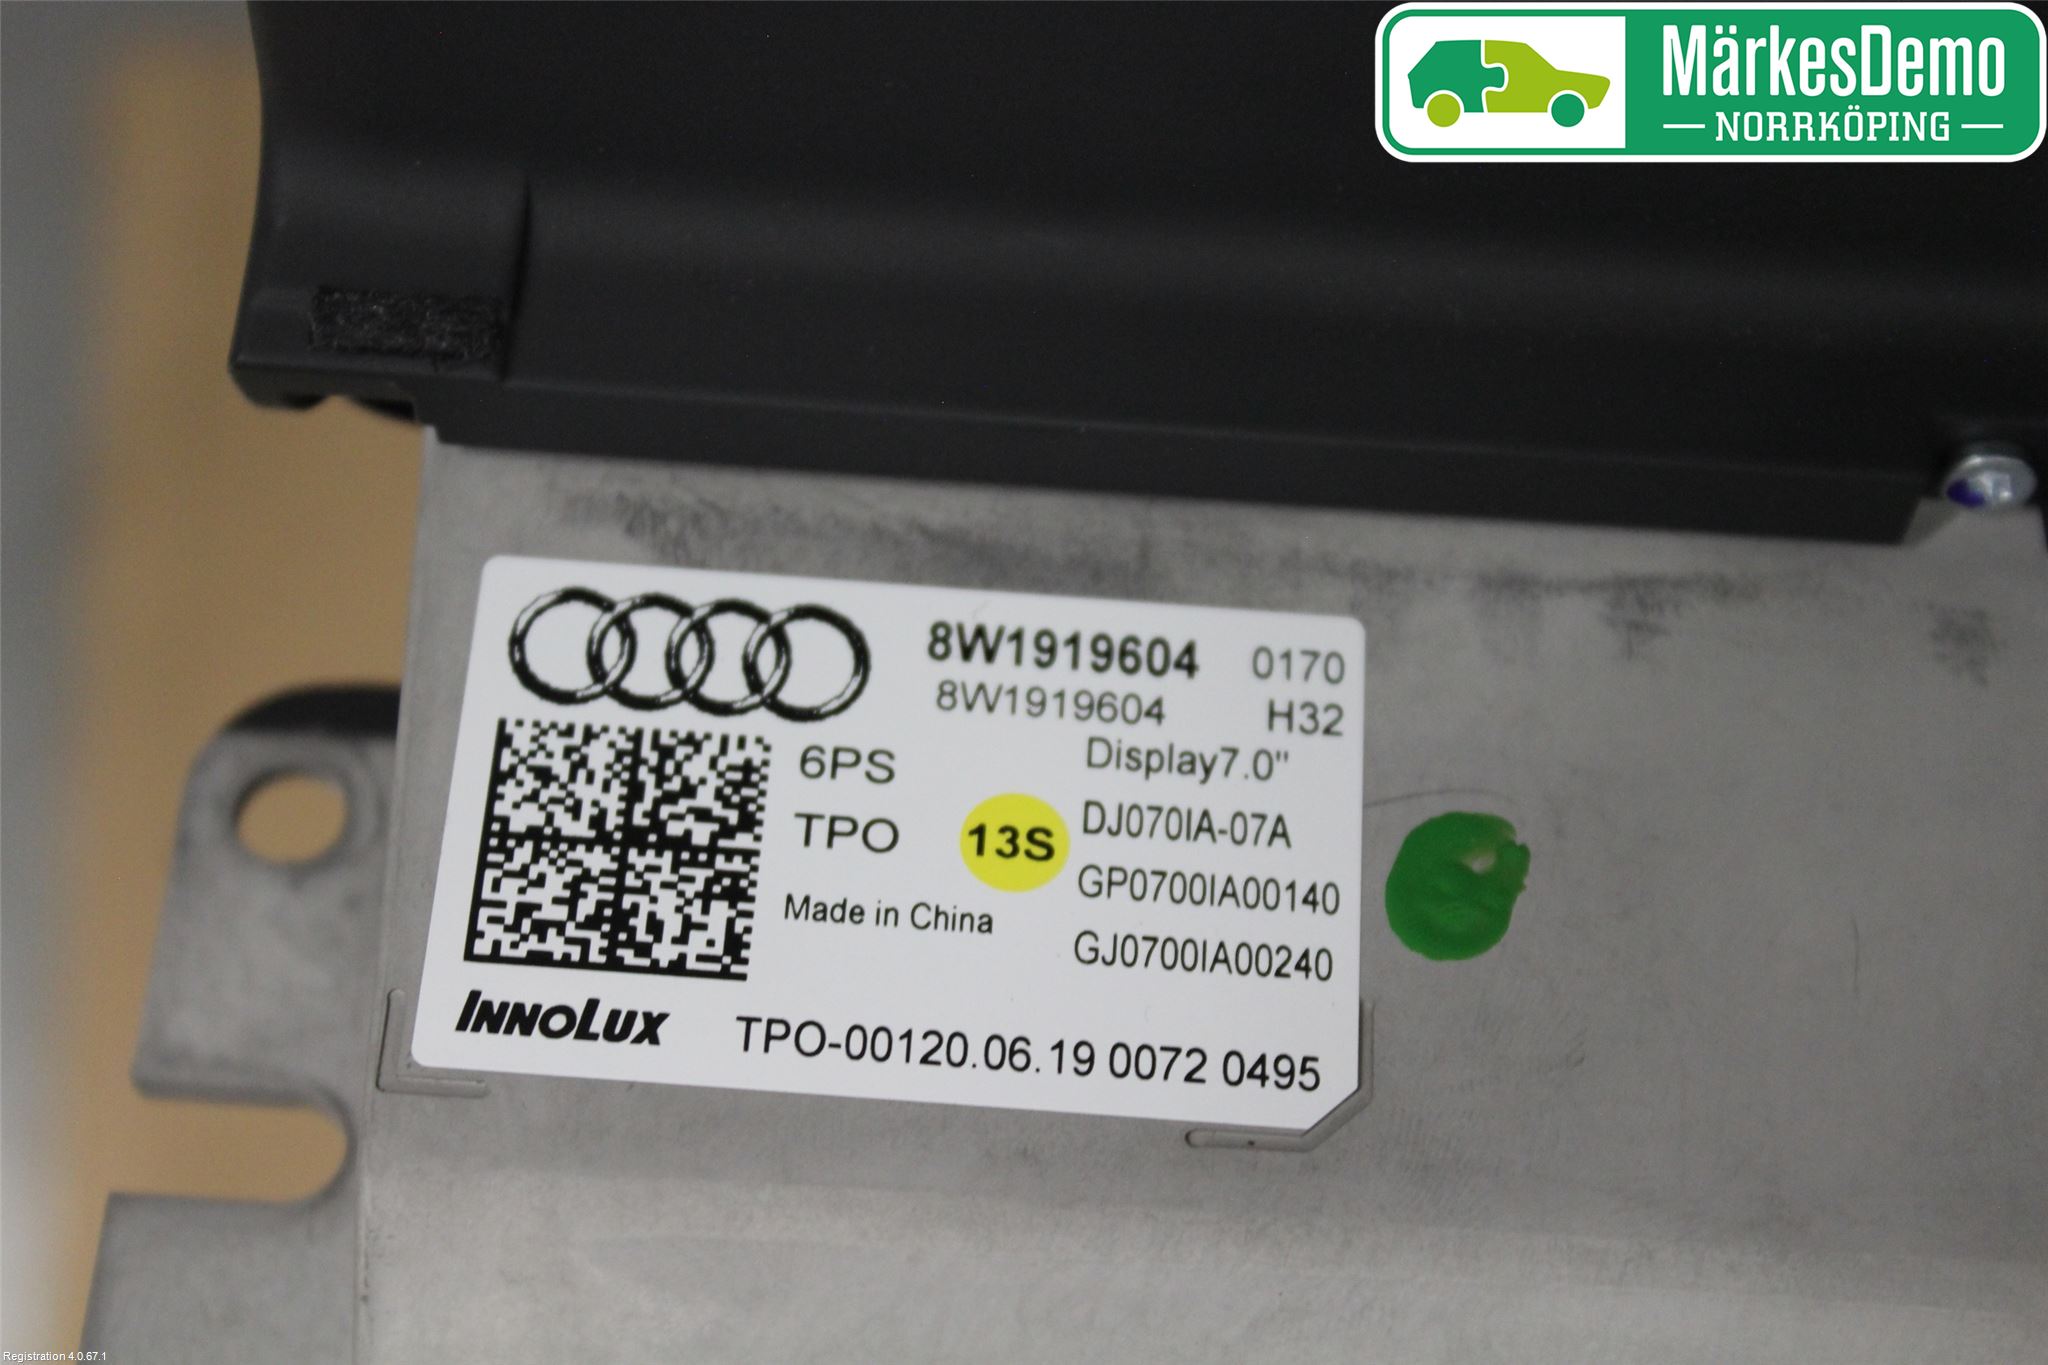 MärkesDemo
NORRKÖPING
8W1919604 0170
8W1919604 H32
Display7.0"
6PS
TPO
13S
DJ070IA-07A
GP0700IA00140
Made in China
GJ0700IA00240
INNOLUX
TPO-00120.06.19 0072 0495
Registration 4.0.67.1